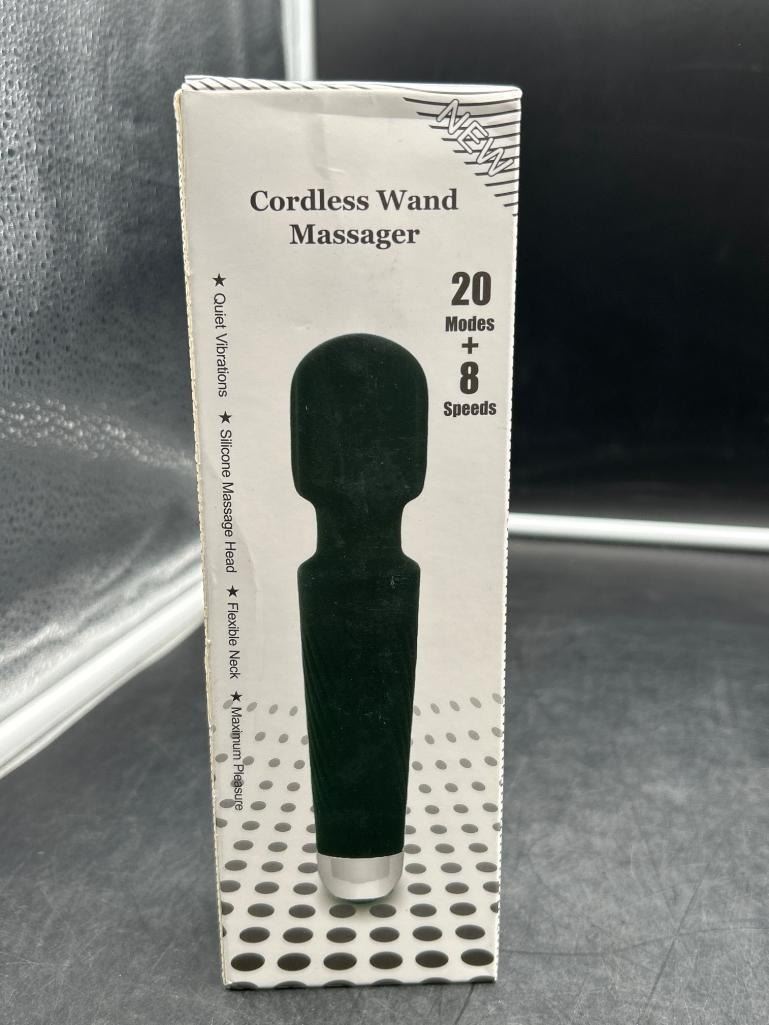 NEW
Cordless Wand
Massager
20
Modes
+
8
Speeds
★ Quiet Vibrations ★ Silicone Massage Head ★ Flexible Neck ★ Maximum Pleasure